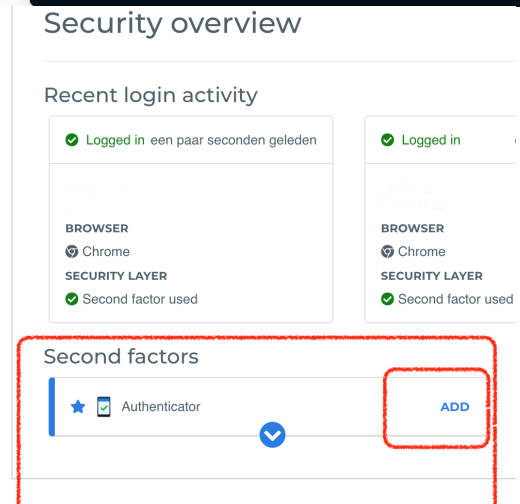 Security overview
Recent login activity
Logged in een paar seconden geleden
BROWSER
Chrome
SECURITY LAYER
Second factor used
Logged in
BROWSER
Chrome
SECURITY LAYER
Second factor used
Second factors
Authenticator
ADD